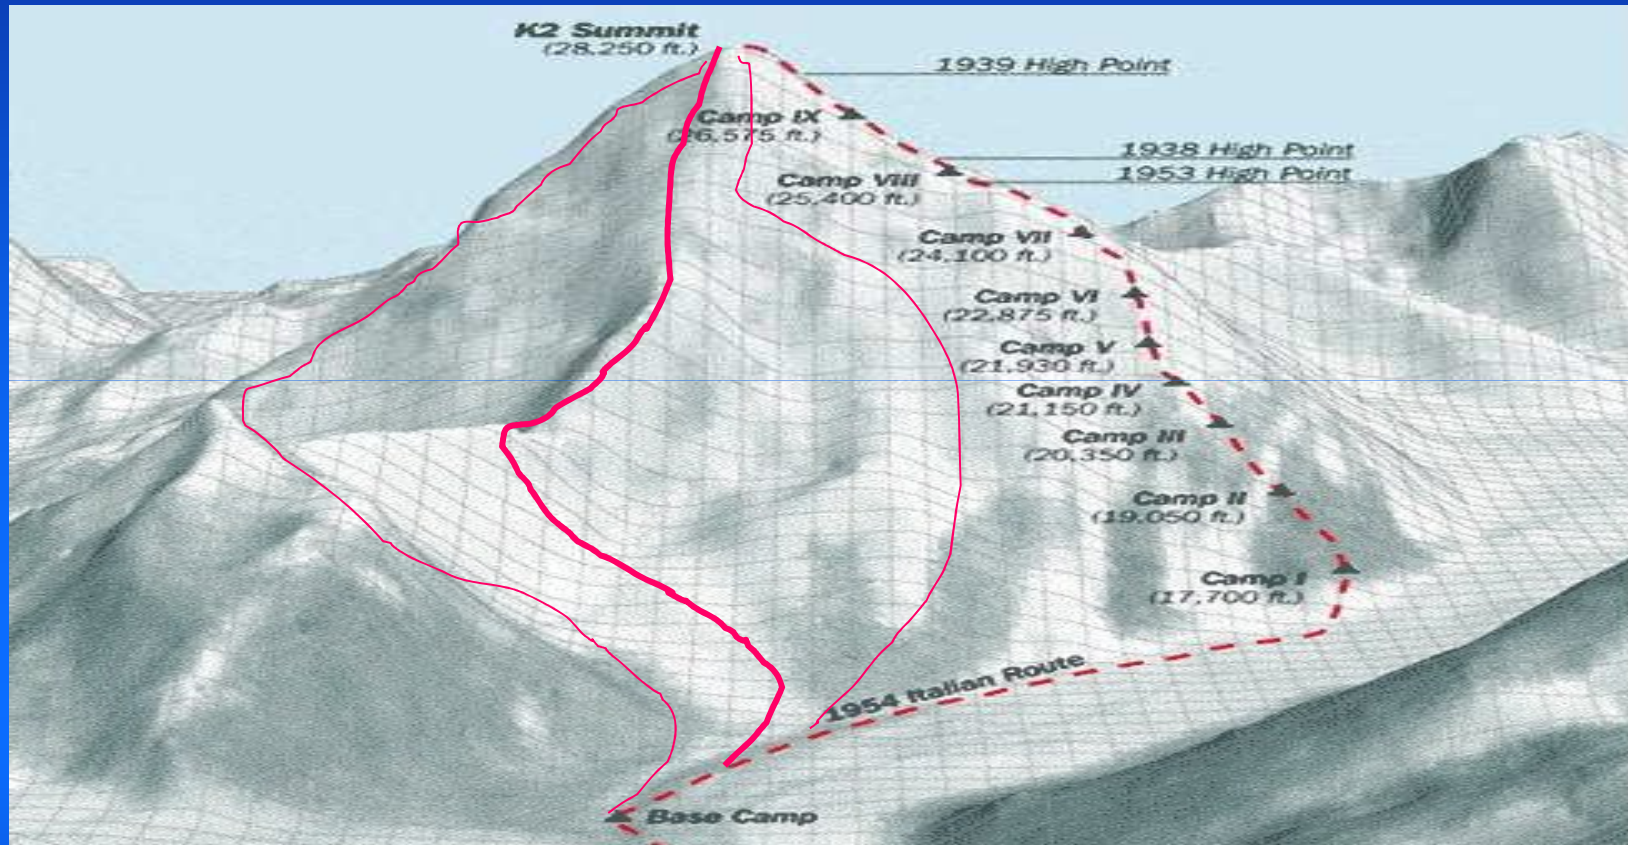 K2 Summit
(28,250 ft.)
1939 High Point
Camp IX
(26,575 ft.)
1938 High Point
1953 High Point
Camp VIII
(25,400 ft.)
Camp VII
(24,100 ft.)
Camp VI
(22,875 ft.)
Camp V
(21,930 ft.)
Camp IV
(21,150 ft.)
Camp III
(20,350 ft.)
Camp II
(19,050 ft.)
Camp I
(17,700 ft.)
1954 Italian Route
Base Camp